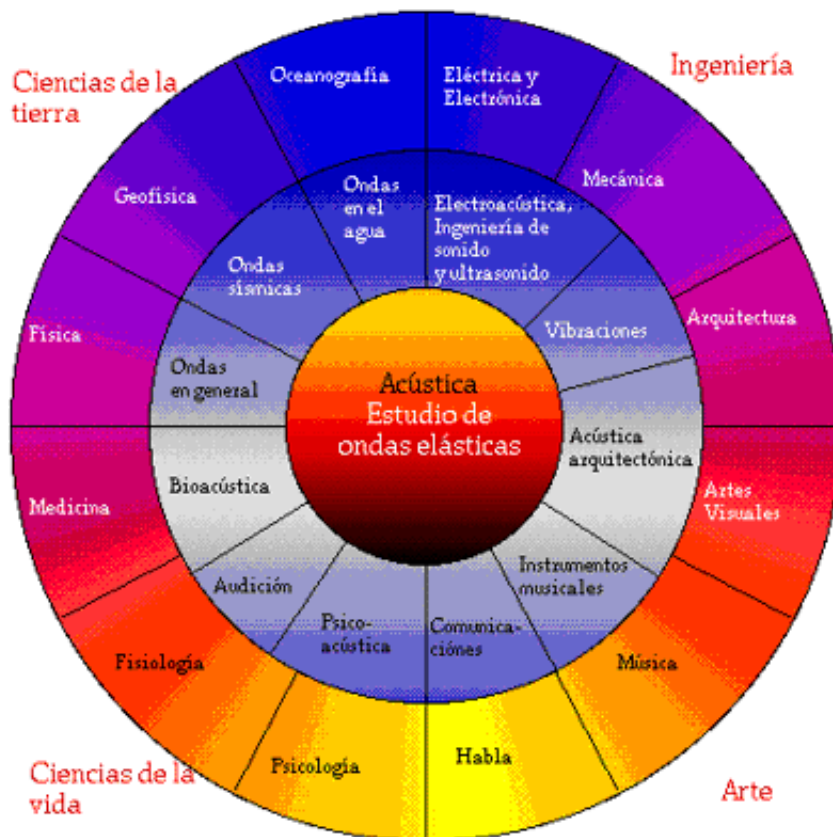 Ciencias de la
tierra
Ingeniería
Oceanografía
Eléctrica y
Electrónica
Geofísica
Mecánica
Física
Arquitectura
Medicina
Artes
Visuales
Fisiología
Música
Psicología
Habla
Ondas
en el
agua
Electroacústica,
Ingeniería de
sonido
y ultrasonido
Ondas
sísmicas
Vibraciones
Ondas
en general
Acústica
arquitectónica
Bioacústica
Audición
Instrumentos
musicales
Psico-
acústica
Comunica-
ciónes
Acústica
Estudio de
ondas elásticas
Ciencias de la
vida
Arte